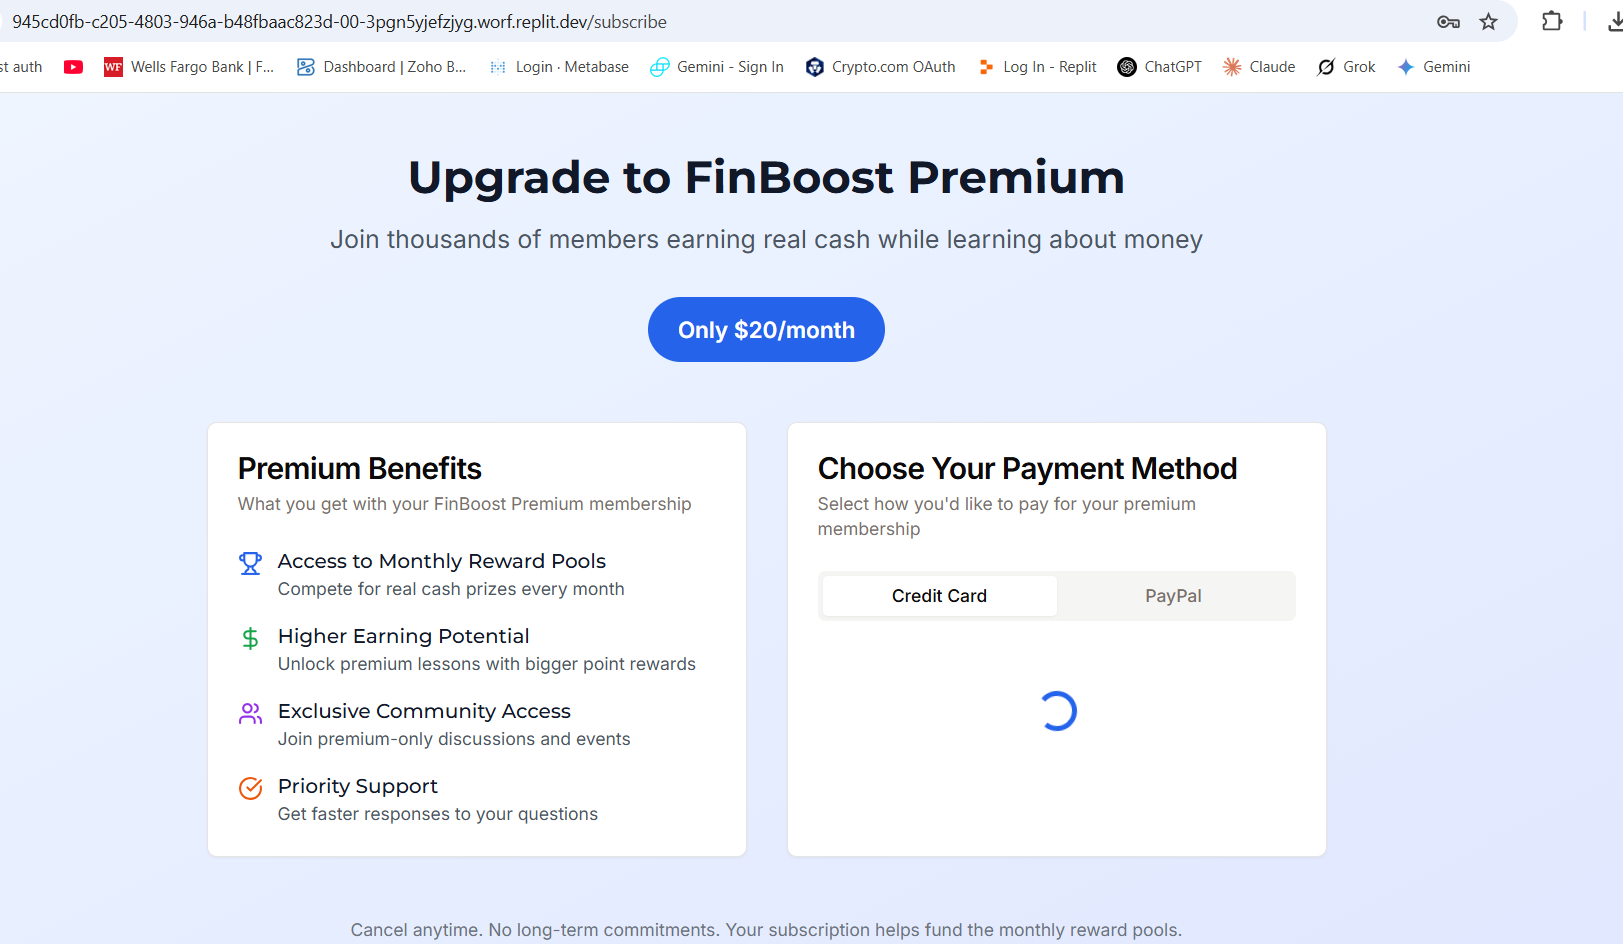 945cd0fb-c205-4803-946a-b48fbaac823d-00-3pgn5yjefzjyg.worf.replit.dev/subscribe
st auth
WF Wells Fargo Bank | F...
Dashboard | Zoho B...
Login · Metabase
Gemini - Sign In
Crypto.com OAuth
Log In - Replit
ChatGPT
Claude
Grok
Gemini
Upgrade to FinBoost Premium
Join thousands of members earning real cash while learning about money
Only $20/month
Premium Benefits
What you get with your FinBoost Premium membership
Access to Monthly Reward Pools
Compete for real cash prizes every month
Higher Earning Potential
Unlock premium lessons with bigger point rewards
Exclusive Community Access
Join premium-only discussions and events
Priority Support
Get faster responses to your questions
Choose Your Payment Method
Select how you'd like to pay for your premium
membership
Credit Card
PayPal
Cancel anytime. No long-term commitments. Your subscription helps fund the monthly reward pools.